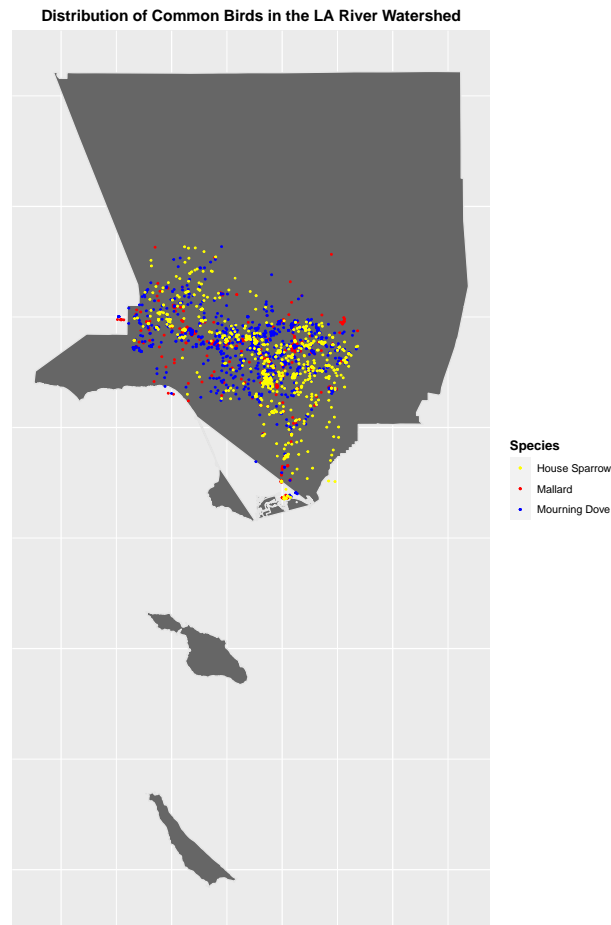 Distribution of Common Birds in the LA River Watershed
Species
House Sparrow
Mallard
Mourning Dove